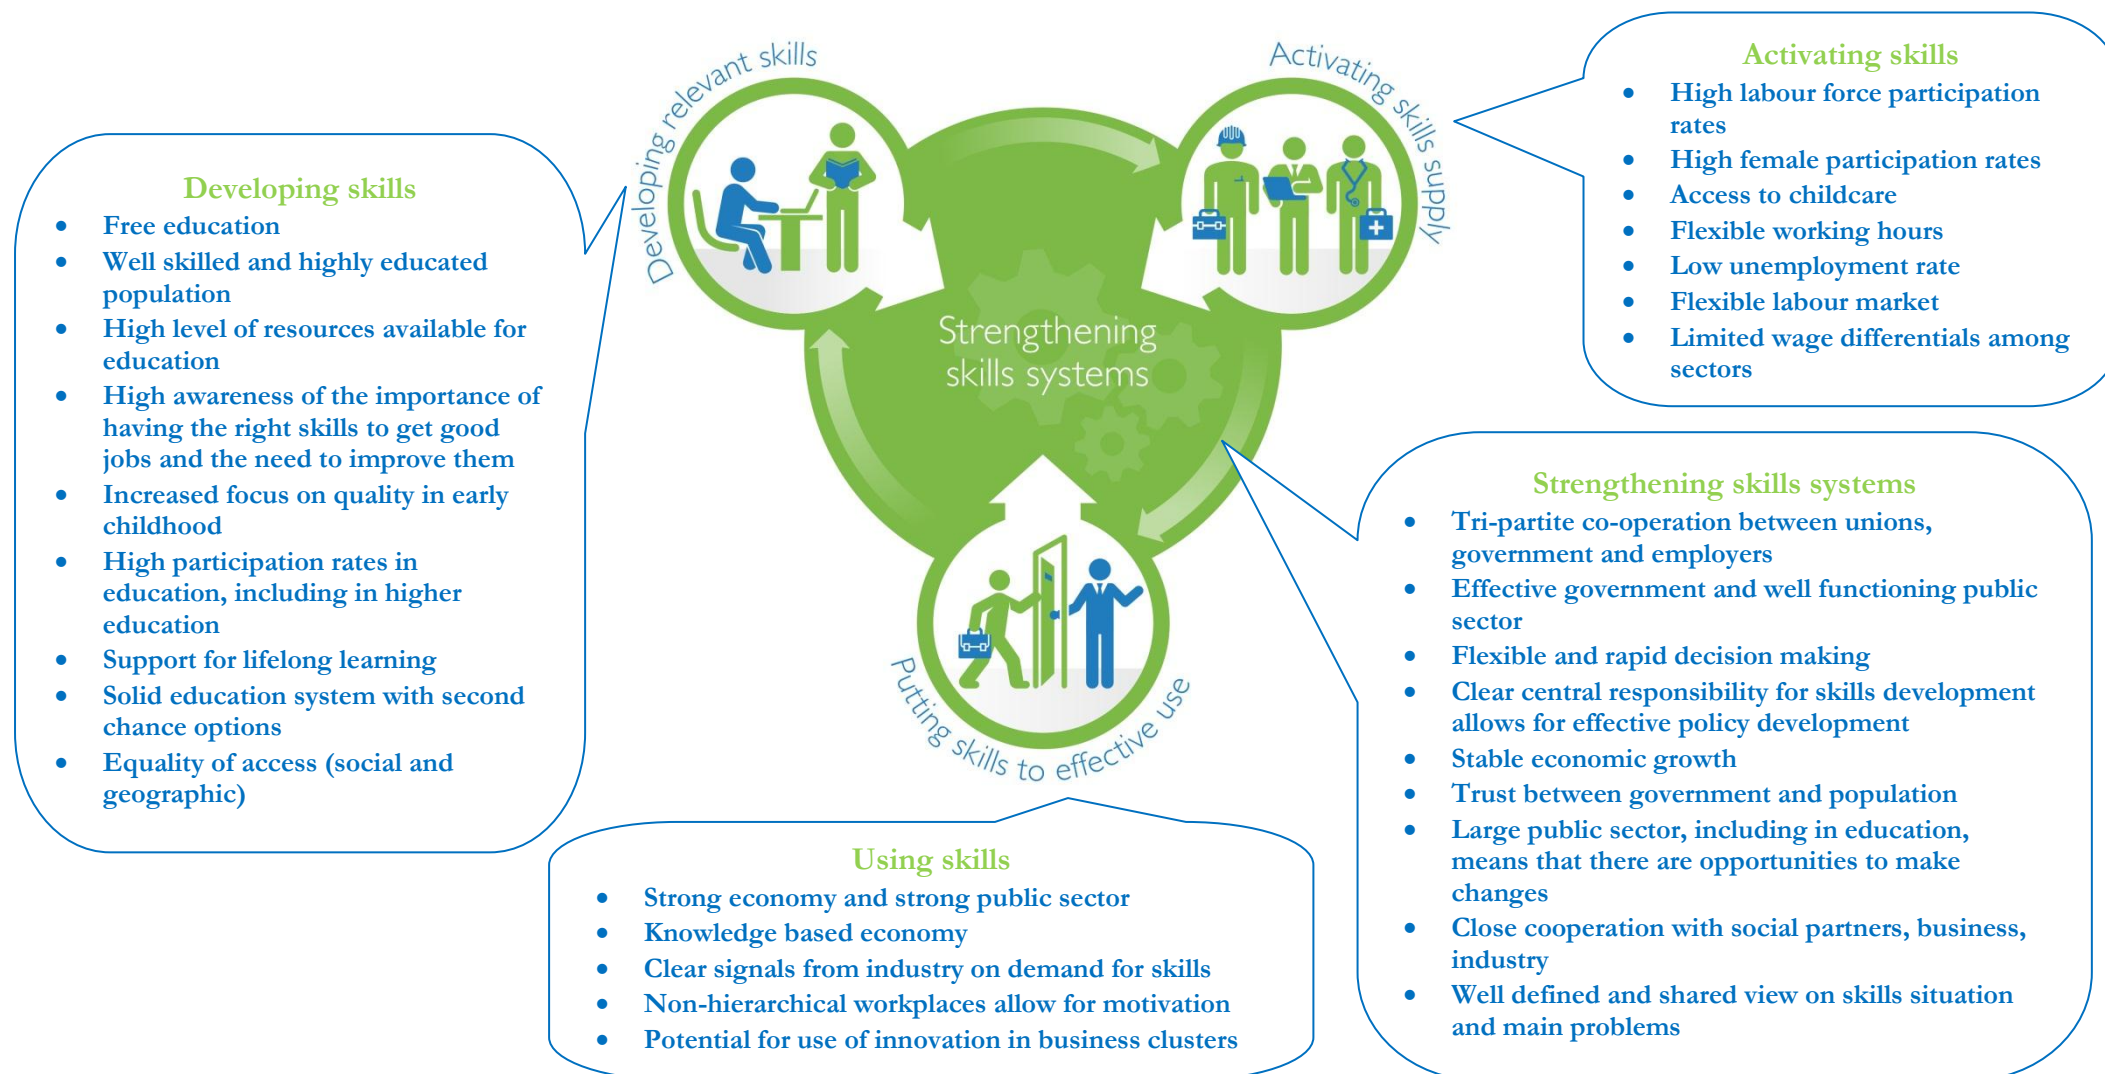 Developing relevant skills
Activating skills supply
Strengthening
skills systems
Putting skills to effective use
Developing skills
• Free education
• Well skilled and highly educated
population
• High level of resources available for
education
• High awareness of the importance of
having the right skills to get good
jobs and the need to improve them
• Increased focus on quality in early
childhood
• High participation rates in
education, including in higher
education
• Support for lifelong learning
• Solid education system with second
chance options
• Equality of access (social and
geographic)
Activating skills
• High labour force participation
rates
• High female participation rates
• Access to childcare
• Flexible working hours
• Low unemployment rate
• Flexible labour market
• Limited wage differentials among
sectors
Strengthening skills systems
• Tri-partite co-operation between unions,
government and employers
• Effective government and well functioning public
sector
• Flexible and rapid decision making
• Clear central responsibility for skills development
allows for effective policy development
• Stable economic growth
• Trust between government and population
• Large public sector, including in education,
means that there are opportunities to make
changes
• Close cooperation with social partners, business,
industry
• Well defined and shared view on skills situation
and main problems
Using skills
• Strong economy and strong public sector
• Knowledge based economy
• Clear signals from industry on demand for skills
• Non-hierarchical workplaces allow for motivation
• Potential for use of innovation in business clusters